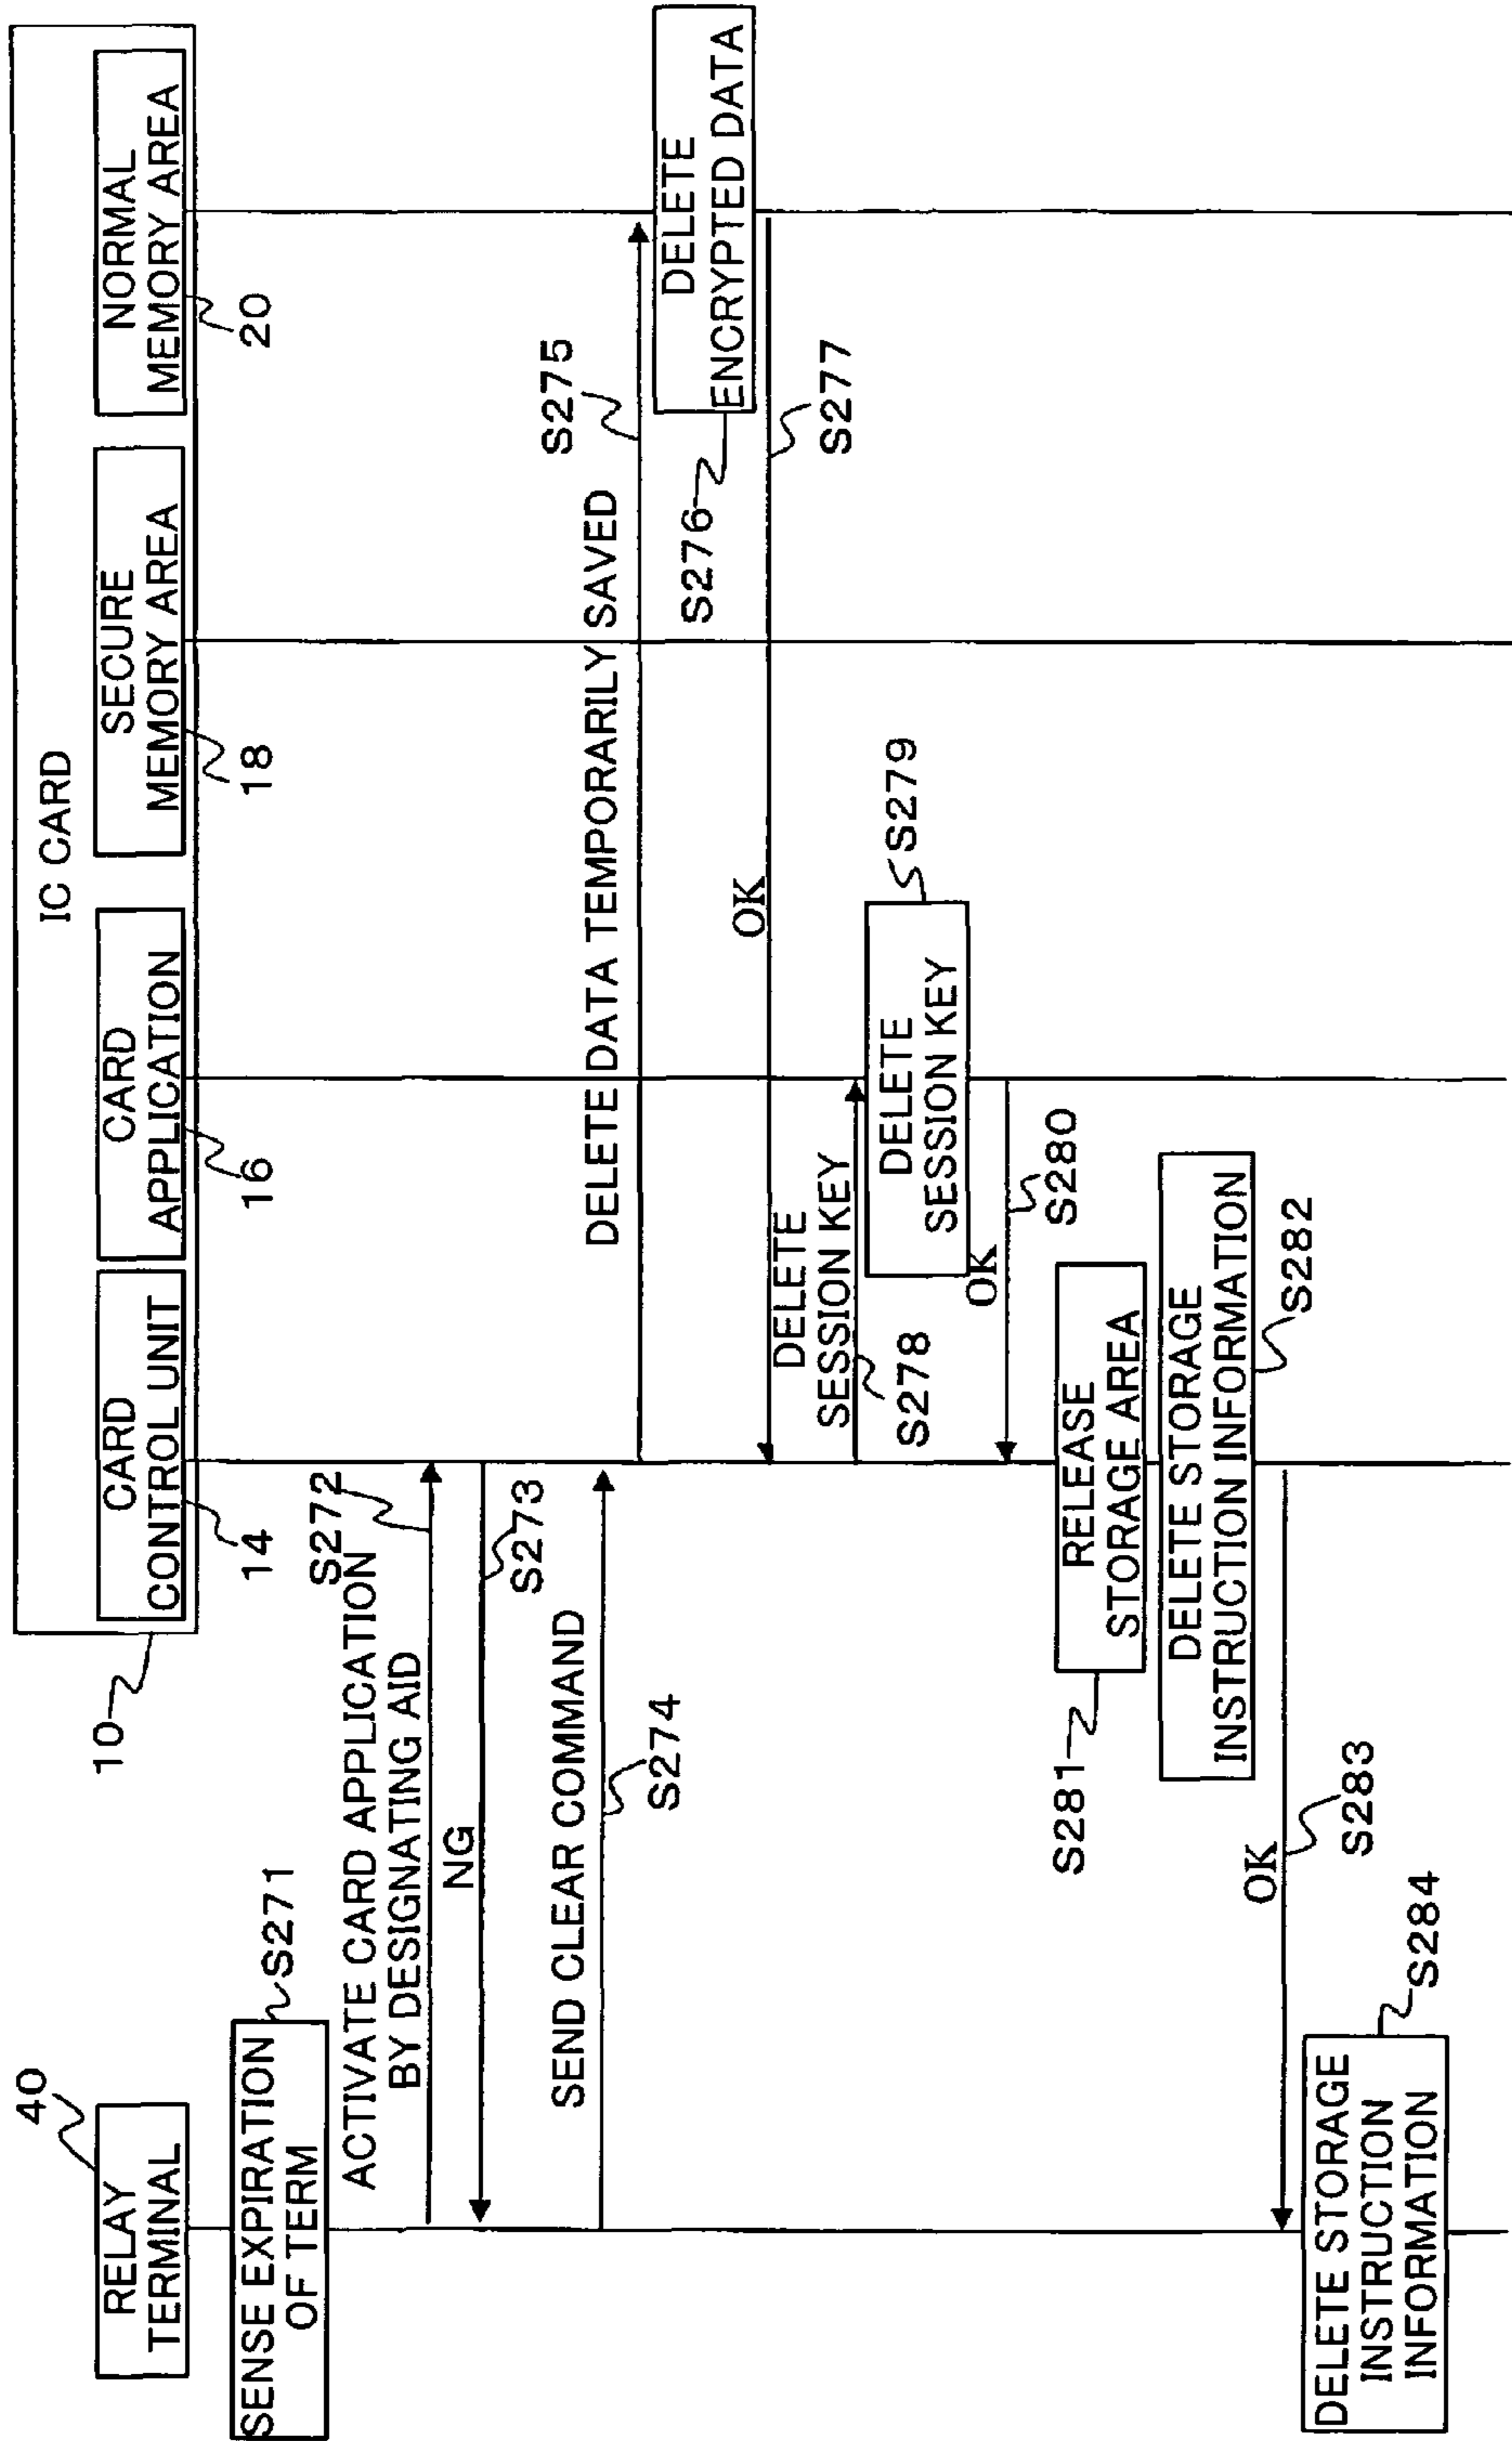 IC CARD
10
RELAY
TERMINAL
40
CARD
CONTROL UNIT
14
CARD
APPLICATION
16
SECURE
MEMORY AREA
18
NORMAL
MEMORY AREA
20
SENSE EXPIRATION
OF TERM
S271
ACTIVATE CARD APPLICATION
BY DESIGNATING AID
S272
NG
S273
SEND CLEAR COMMAND
S274
DELETE DATA TEMPORARILY SAVED
S275
DELETE
ENCRYPTED DATA
S276
OK
S277
DELETE
SESSION KEY
S278
DELETE
SESSION KEY
S279
OK
S280
RELEASE
STORAGE AREA
S281
DELETE STORAGE
INSTRUCTION INFORMATION
S282
OK
S283
DELETE STORAGE
INSTRUCTION
INFORMATION
S284